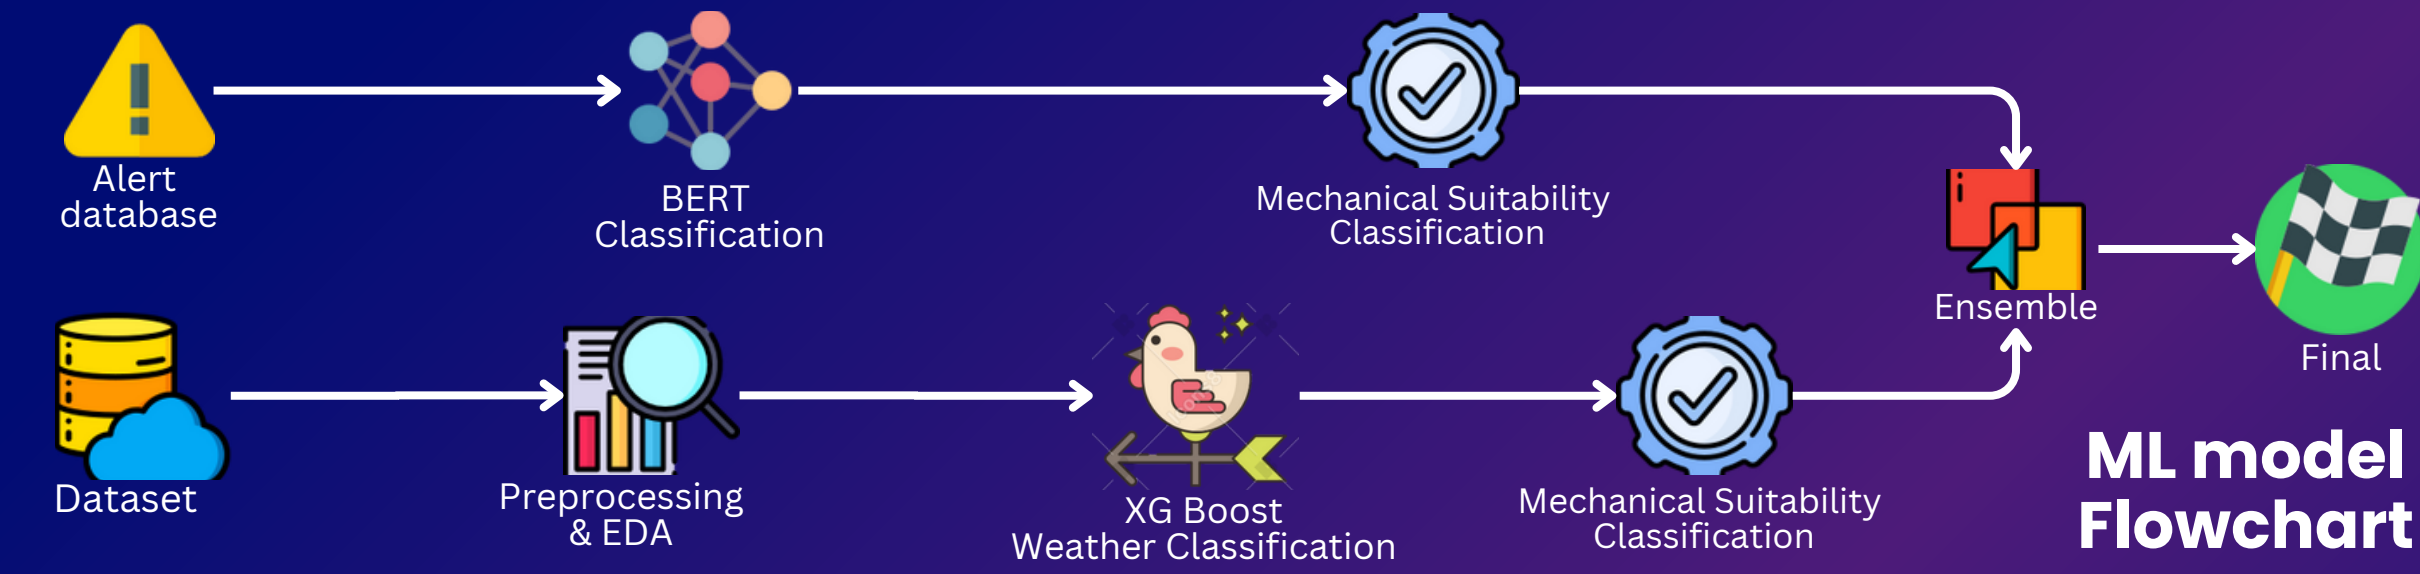 Alert
database
BERT
Classification
Mechanical Suitability
Classification
Ensemble
Final
Dataset
Preprocessing
& EDA
XG Boost
Weather Classification
Mechanical Suitability
Classification
ML model
Flowchart